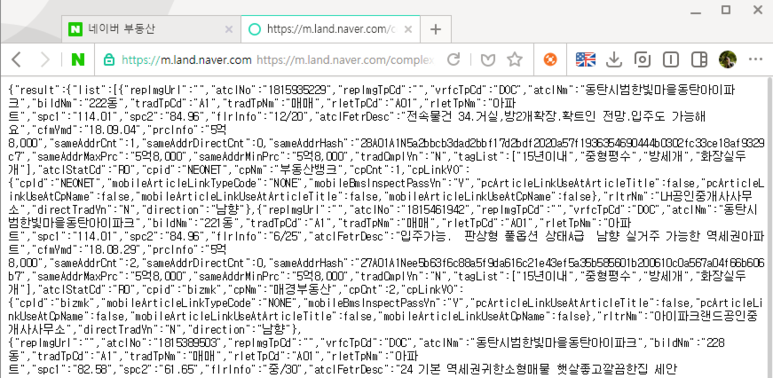 네이버 부동산
https://m.land.naver.com/c
https://m.land.naver.com https://m.land.naver.com/complex
{"result":{"list":[{"repImgUrl":"","atclNo":"1815935229","repImgTpCd":"","vrfcTpCd":"DOC","atclNm":"동탄시범한빛마을동탄아이파
크","bildNm":"222동","tradTpCd":"A1","tradTpNm":"매매","rletTpCd":"A01","rletTpNm":"아파
트","spc1":"114.01","spc2":"84.96","flrInfo":"12/20","atclFetrDesc":"전속물건 34.거실,방2개확장,확트인 전망.입주도 가능해
요","cfmYmd":"18.09.04","prcInfo":"5억
8,000","sameAddrCnt":1,"sameAddrDirectCnt":0,"sameAddrHash":"28A01A1N5a2bbcb3dad2bbf17d2bdf2020a57f1936354690444b0302fc33ce18af9329
c7","sameAddrMaxPrc":"5억8,000","sameAddrMinPrc":"5억8,000","tradCmplYn":"N","tagList":["15년이내","중형평수","방세개","화장실두
개"],"atclStatCd":"R0","cpid":"NEONET","cpNm":"부동산뱅크","cpCnt":1,"cpLinkVO":
{"cpId":"NEONET","mobileArticleLinkTypeCode":"NONE","mobileBmsInspectPassYn":"Y","pcArticleLinkUseAtArticleTitle":false,"pcArticle
LinkUseAtCpName":false,"mobileArticleLinkUseAtArticleTitle":false,"mobileArticleLinkUseAtCpName":false},"rltrNm":"LH공인중개사사무
소","directTradYn":"N","direction":"남향"},{"repImgUrl":"","atclNo":"1815461942","repImgTpCd":"","vrfcTpCd":"DOC","atclNm":"동탄시
범한빛마을동탄아이파크","bildNm":"221동","tradTpCd":"A1","tradTpNm":"매매","rletTpCd":"A01","rletTpNm":"아파
트","spc1":"114.01","spc2":"84.96","flrInfo":"6/25","atclFetrDesc":"입주가능. 판상형 풀옵션 상태A급 남향 실거주 가능한 역세권아파
트","cfmYmd":"18.08.29","prcInfo":"5억
8,000","sameAddrCnt":2,"sameAddrDirectCnt":0,"sameAddrHash":"27A01A1Nee5b63f6c88a5f9da616c21e43ef5a35b585601b200610c0a567a04f66b606
b7","sameAddrMaxPrc":"5억8,000","sameAddrMinPrc":"5억8,000","tradCmplYn":"N","tagList":["15년이내","중형평수","방세개","화장실두
개"],"atclStatCd":"R0","cpid":"bizmk","cpNm":"매경부동산","cpCnt":2,"cpLinkVO":
{"cpId":"bizmk","mobileArticleLinkTypeCode":"NONE","mobileBmsInspectPassYn":"Y","pcArticleLinkUseAtArticleTitle":false,"pcArticleL
inkUseAtCpName":false,"mobileArticleLinkUseAtArticleTitle":false,"mobileArticleLinkUseAtCpName":false},"rltrNm":"아이파크랜드공인중
개사사무소","directTradYn":"N","direction":"남향"},
{"repImgUrl":"","atclNo":"1815389503","repImgTpCd":"","vrfcTpCd":"DOC","atclNm":"동탄시범한빛마을동탄아이파크","bildNm":"228
동","tradTpCd":"A1","tradTpNm":"매매","rletTpCd":"A01","rletTpNm":"아파
트","spc1":"82.58","spc2":"61.65","flrInfo":"중/30","atclFetrDesc":"24 기본 역세권귀한소형매물 햇살좋고깔끔한집 세안